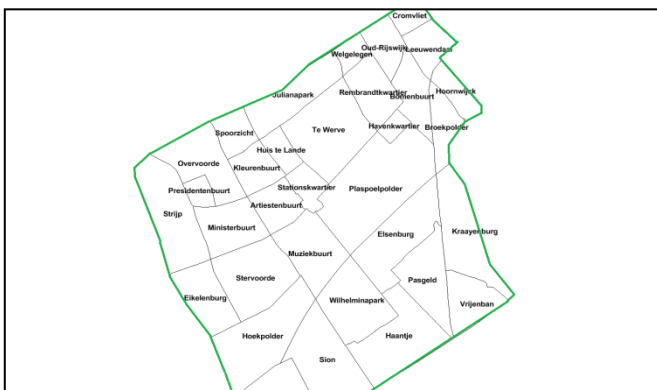 Cromvliet
Oud-Rijswijk
Leeuwendaal
Welgelegen
Hoornwijck
Rembrandtkwartier
Julianapark
Bomenbuurt
Havenkwartier
Broekpolder
Te Werve
Spoorzicht
Huis te Lande
Overvoorde
Kleurenbuurt
Stationskwartier
Plaspoelpolder
Presidentenbuurt
Artiestenbuurt
Strijp
Ministerbuurt
Elsenburg
Kraayenburg
Muziekbuurt
Stervoorde
Pasgeld
Eikelenburg
Wilhelminapark
Vrijenban
Hoekpolder
Haantje
Sion